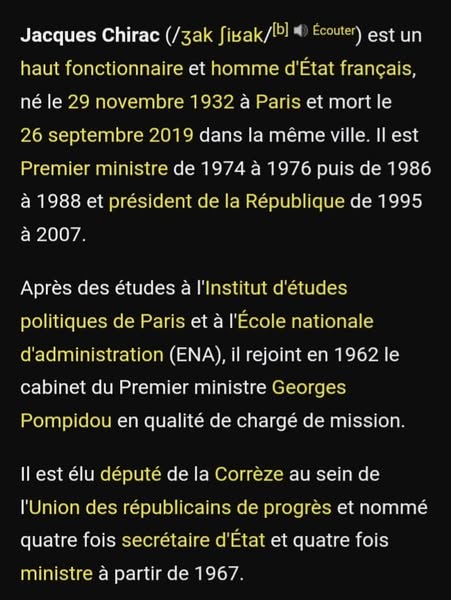 Jacques Chirac (/ʒak ʃiʁak/[b] Écouter) est un
haut fonctionnaire et homme d'État français,
né le 29 novembre 1932 à Paris et mort le
26 septembre 2019 dans la même ville. Il est
Premier ministre de 1974 à 1976 puis de 1986
à 1988 et président de la République de 1995
à 2007.
Après des études à l'Institut d'études
politiques de Paris et à l'École nationale
d'administration (ENA), il rejoint en 1962 le
cabinet du Premier ministre Georges
Pompidou en qualité de chargé de mission.
Il est élu député de la Corrèze au sein de
l'Union des républicains de progrès et nommé
quatre fois secrétaire d'État et quatre fois
ministre à partir de 1967.